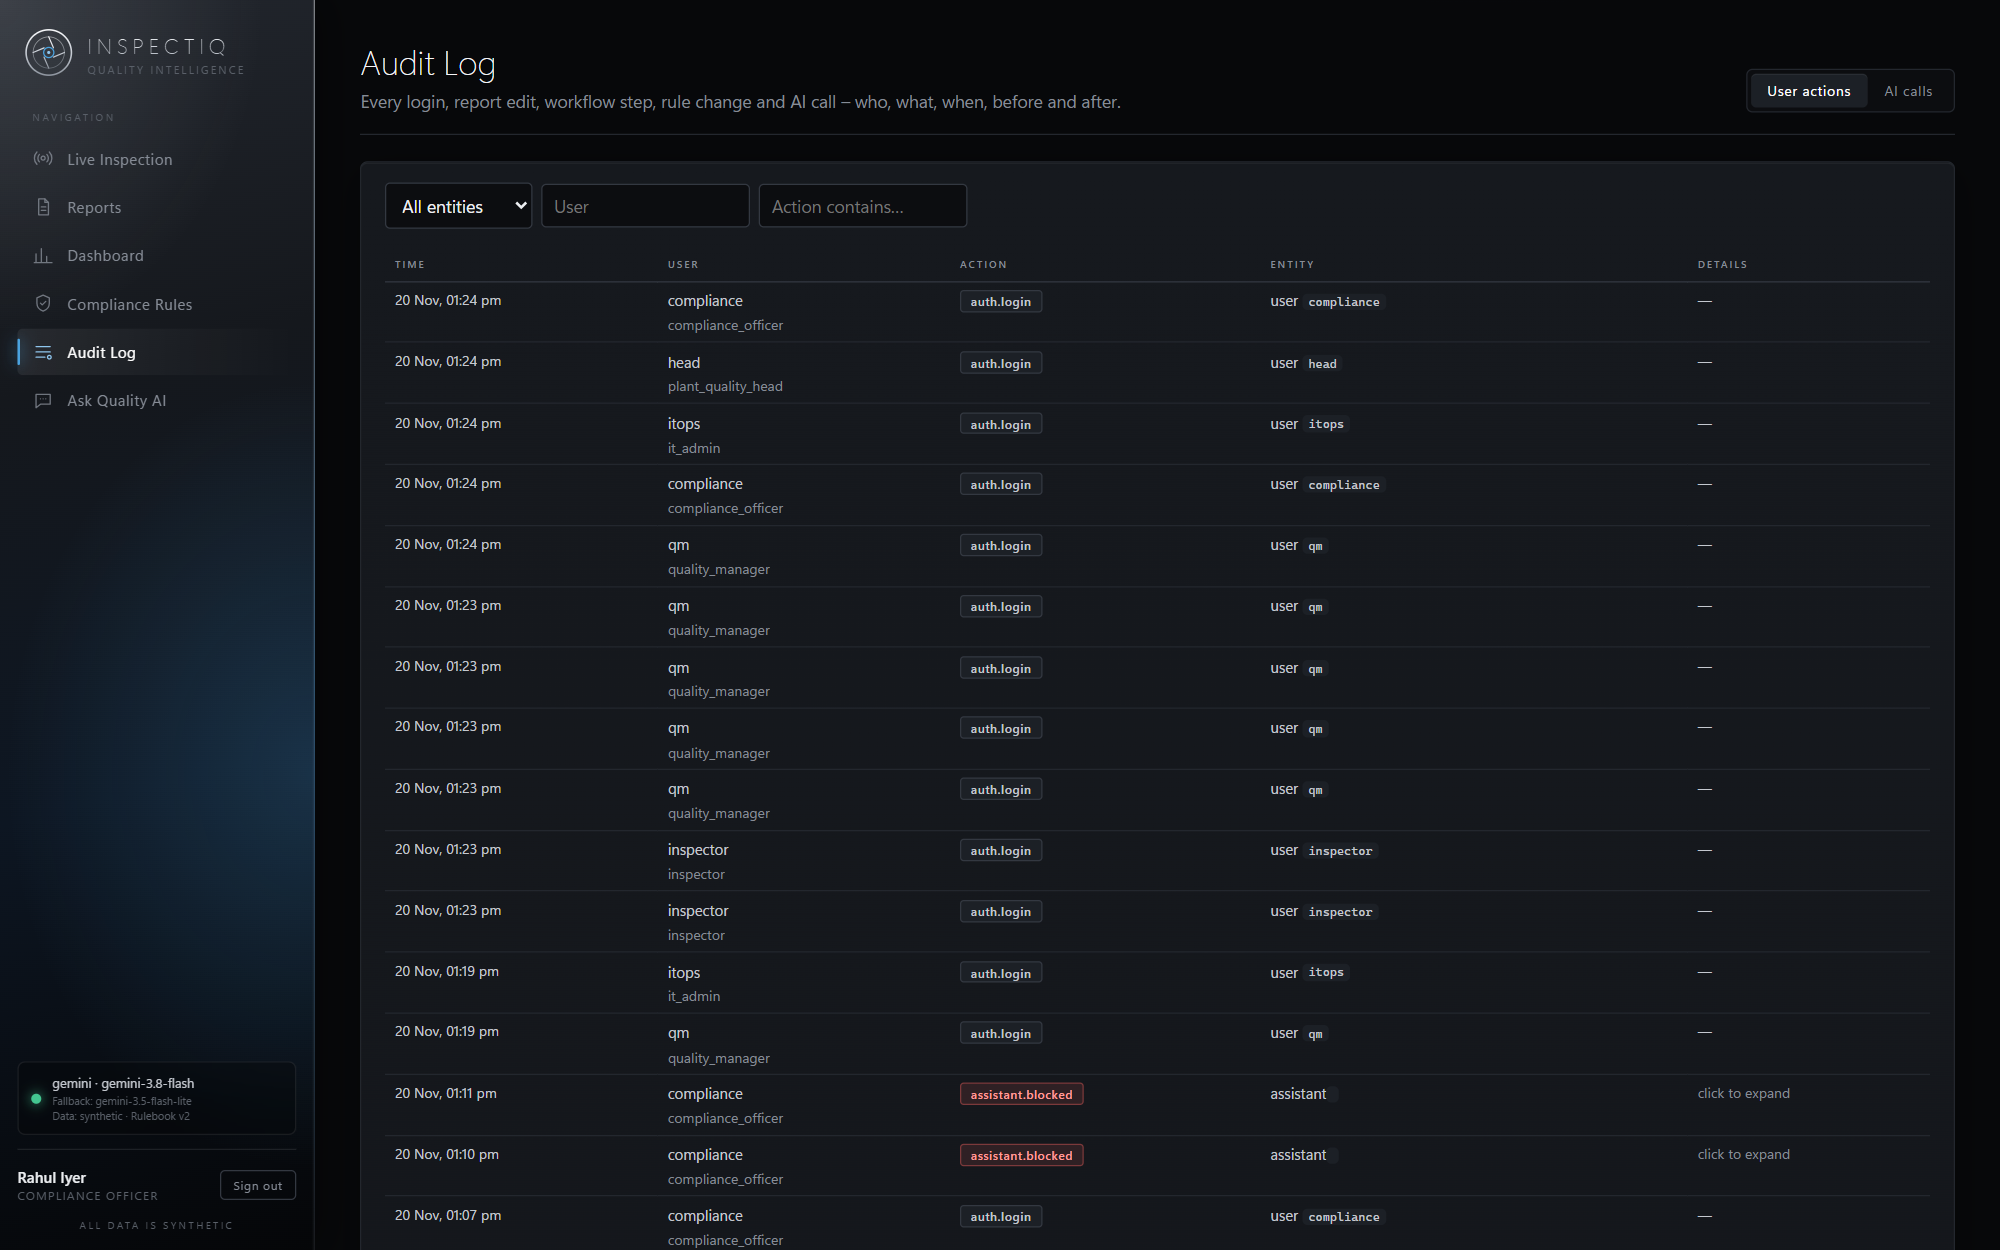 INSPECTIQ
QUALITY INTELLIGENCE
NAVIGATION
Live Inspection
Reports
Dashboard
Compliance Rules
Audit Log
Ask Quality AI
gemini · gemini-3.8-flash
Fallback: gemini-3.5-flash-lite
Data: synthetic · Rulebook v2
Rahul Iyer
COMPLIANCE OFFICER
Sign out
ALL DATA IS SYNTHETIC
Audit Log
Every login, report edit, workflow step, rule change and AI call – who, what, when, before and after.
User actions AI calls
All entities User Action contains...
TIME USER ACTION ENTITY DETAILS
20 Nov, 01:24 pm compliance auth.login user compliance —
compliance_officer
20 Nov, 01:24 pm head auth.login user head —
plant_quality_head
20 Nov, 01:24 pm itops auth.login user itops —
it_admin
20 Nov, 01:24 pm compliance auth.login user compliance —
compliance_officer
20 Nov, 01:24 pm qm auth.login user qm —
quality_manager
20 Nov, 01:23 pm qm auth.login user qm —
quality_manager
20 Nov, 01:23 pm qm auth.login user qm —
quality_manager
20 Nov, 01:23 pm qm auth.login user qm —
quality_manager
20 Nov, 01:23 pm qm auth.login user qm —
quality_manager
20 Nov, 01:23 pm inspector auth.login user inspector —
inspector
20 Nov, 01:23 pm inspector auth.login user inspector —
inspector
20 Nov, 01:19 pm itops auth.login user itops —
it_admin
20 Nov, 01:19 pm qm auth.login user qm —
quality_manager
20 Nov, 01:11 pm compliance assistant.blocked assistant click to expand
compliance_officer
20 Nov, 01:10 pm compliance assistant.blocked assistant click to expand
compliance_officer
20 Nov, 01:07 pm compliance auth.login user compliance —
compliance_officer